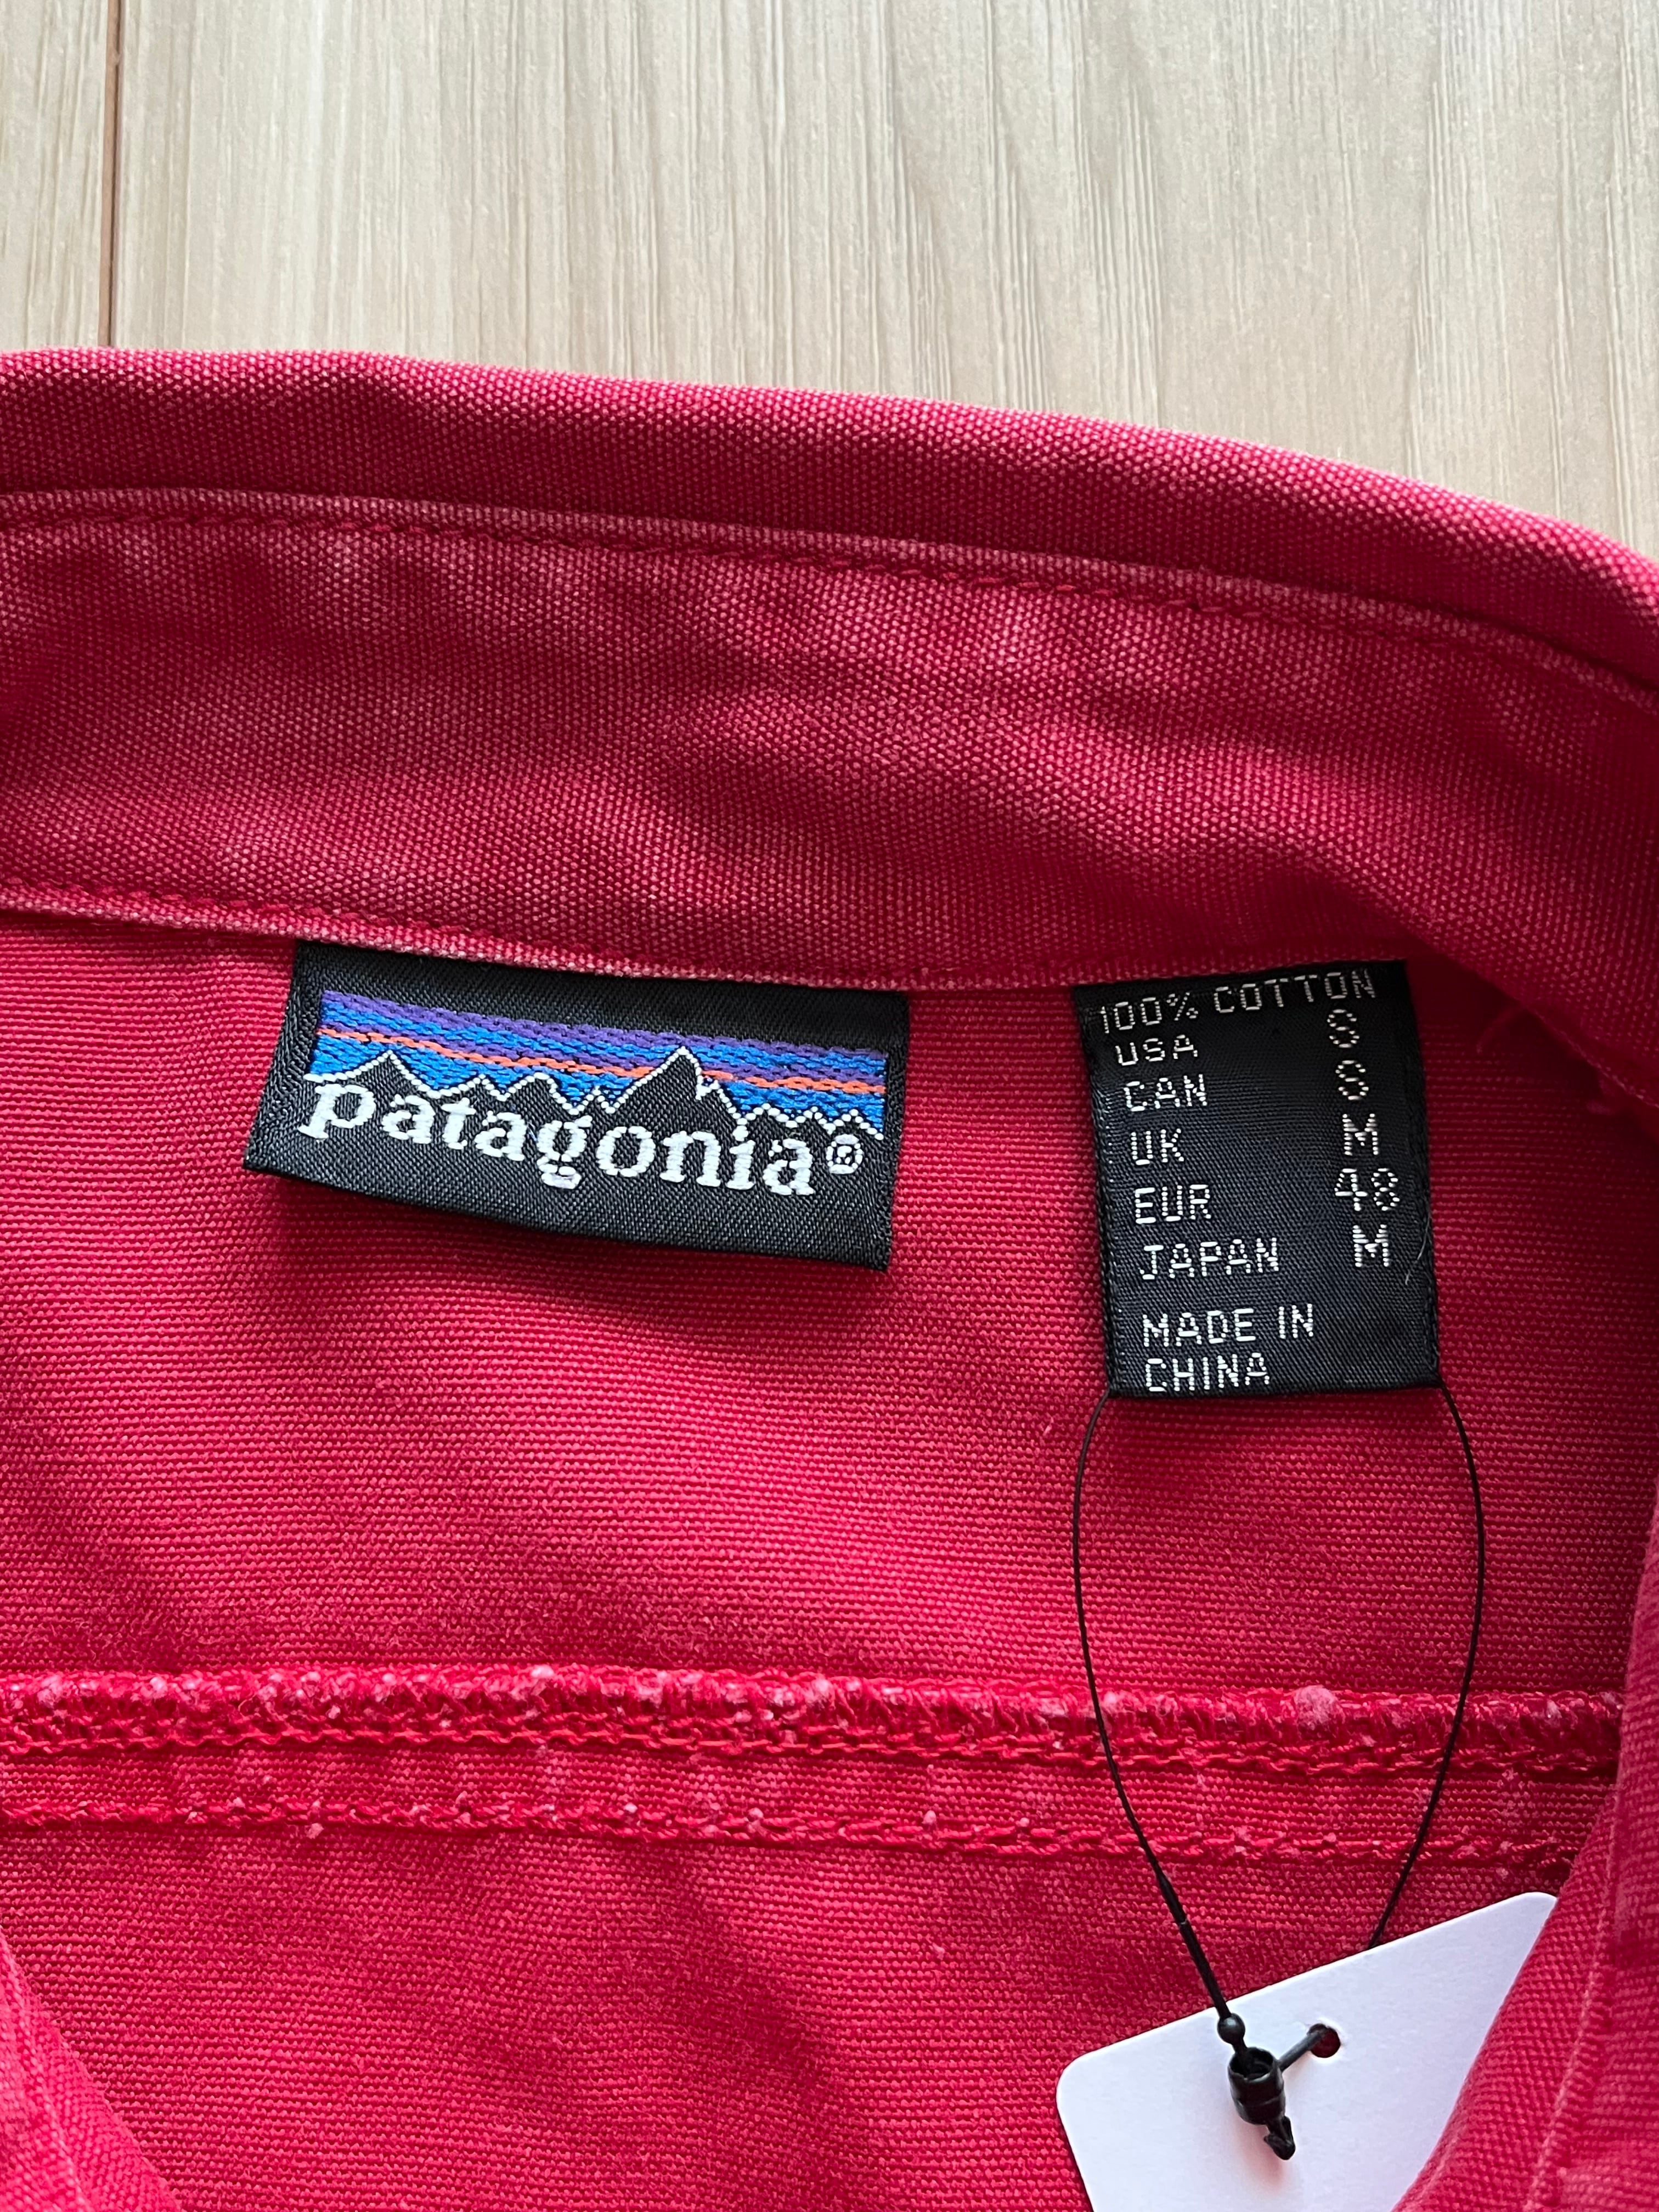 patagonia®
100% COTTON
USA S
CAN S
UK M
EUR 48
JAPAN M
MADE IN
CHINA